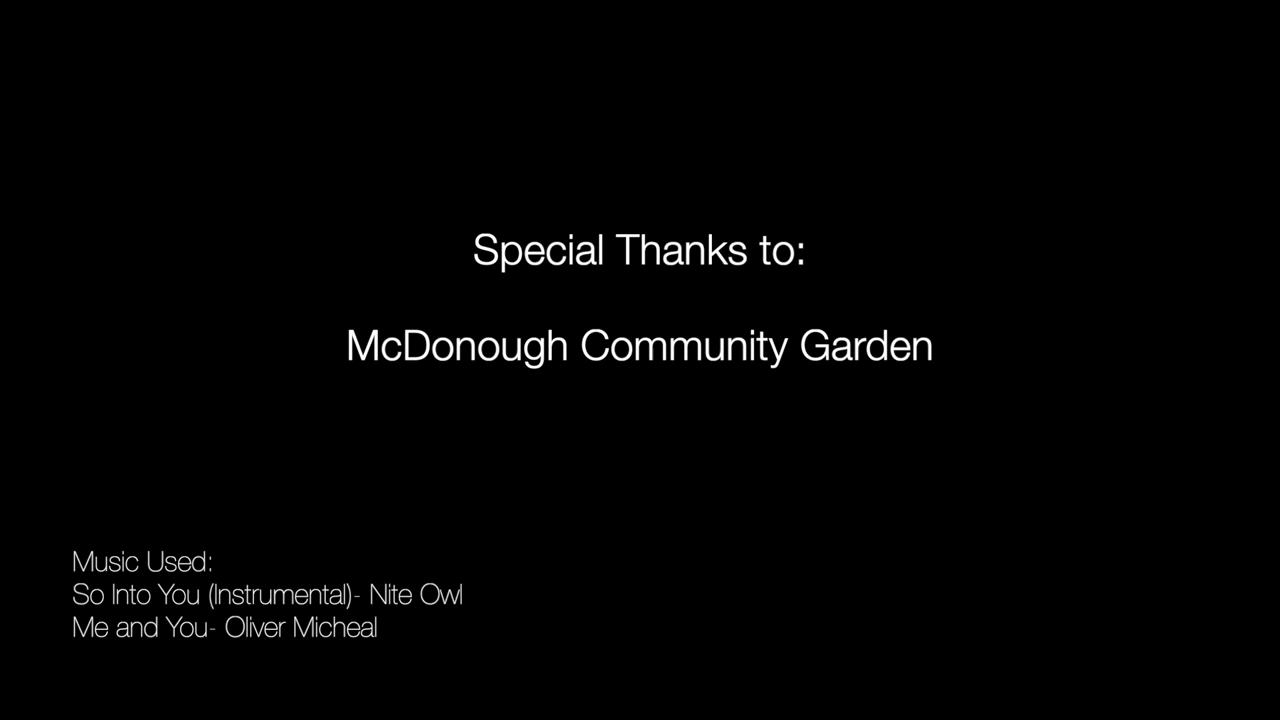 Special Thanks to:
McDonough Community Garden
Music Used:
So Into You (Instrumental)- Nite Owl
Me and You- Oliver Micheal